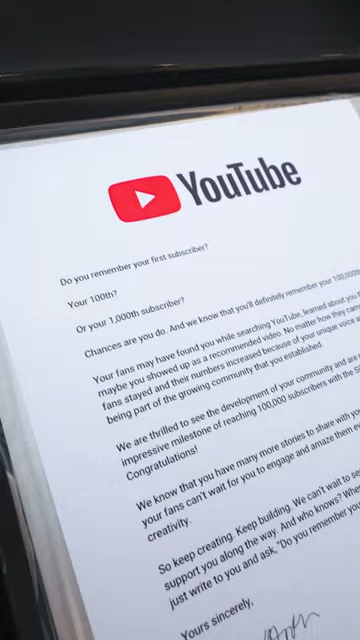 YouTube
Do you remember your first subscriber?
Your 100th?
Or your 1,000th subscriber?
Chances are you do. And we know that you'll definitely remember your 100,000th
Your fans may have found you while searching YouTube, learned about you
maybe you showed up as a recommended video. No matter how they came
fans stayed and their numbers increased because of your unique voice
being part of the growing community that you established.
We are thrilled to see the development of your community and are
impressive milestone of reaching 100,000 subscribers with the
Congratulations!
We know that you have many more stories to share with
your fans can't wait for you to engage and amaze them
creativity.
So keep creating. Keep building. We can't wait to
support you along the way. And who knows?
just write to you and ask, "Do you remember
Yours sincerely,